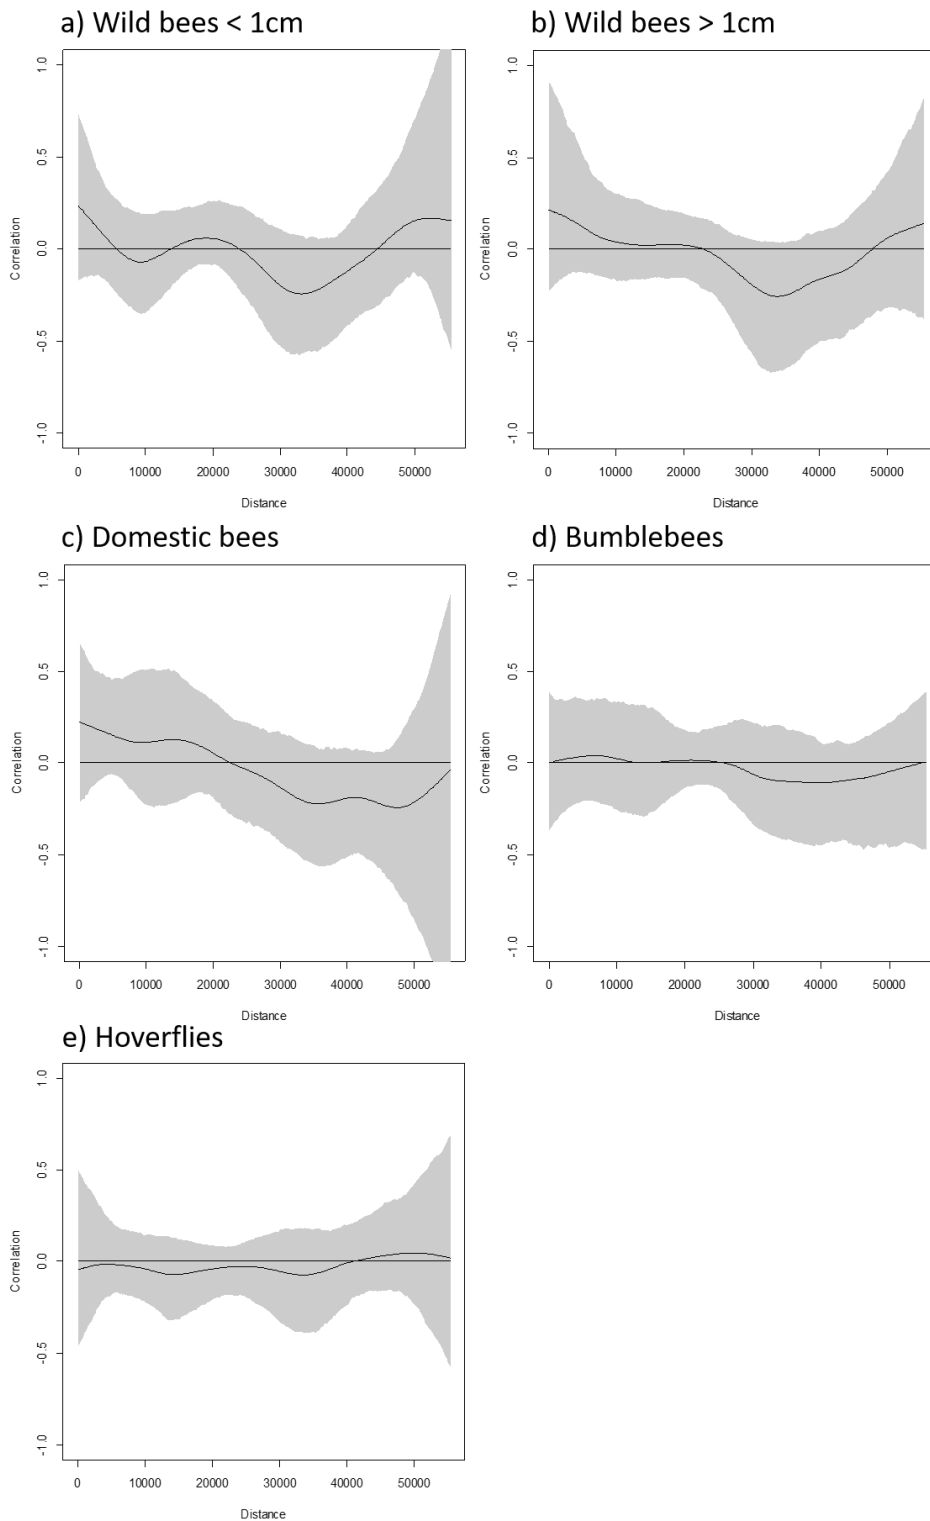 a) Wild bees < 1cm
1.0
0.5
0.0
-0.5
-1.0
Correlation
0 10000 20000 30000 40000 50000
Distance
b) Wild bees > 1cm
1.0
0.5
0.0
-0.5
-1.0
Correlation
0 10000 20000 30000 40000 50000
Distance
c) Domestic bees
1.0
0.5
0.0
-0.5
-1.0
Correlation
0 10000 20000 30000 40000 50000
Distance
d) Bumblebees
1.0
0.5
0.0
-0.5
-1.0
Correlation
0 10000 20000 30000 40000 50000
Distance
e) Hoverflies
1.0
0.5
0.0
-0.5
-1.0
Correlation
0 10000 20000 30000 40000 50000
Distance